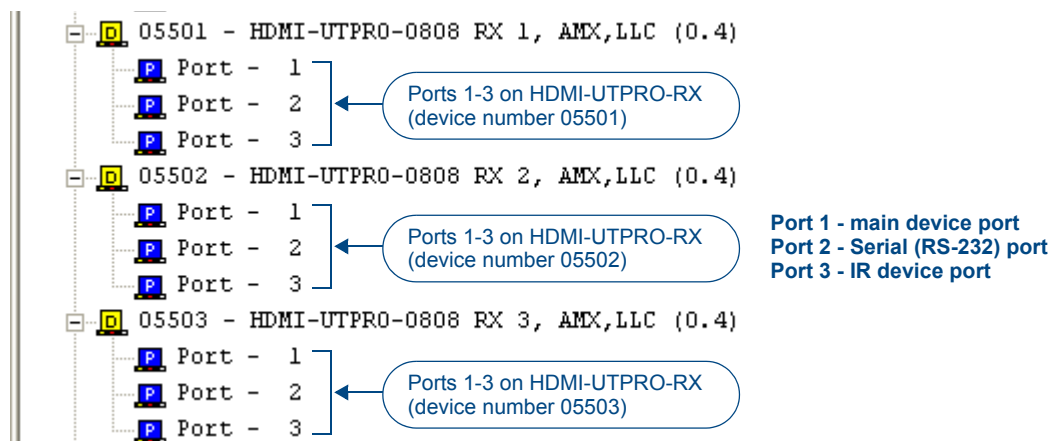 05501 - HDMI-UTPRO-0808 RX 1, AMX,LLC (0.4)
Port - 1
Port - 2
Port - 3
Ports 1-3 on HDMI-UTPRO-RX
(device number 05501)
05502 - HDMI-UTPRO-0808 RX 2, AMX,LLC (0.4)
Port - 1
Port - 2
Port - 3
Ports 1-3 on HDMI-UTPRO-RX
(device number 05502)
Port 1 - main device port
Port 2 - Serial (RS-232) port
Port 3 - IR device port
05503 - HDMI-UTPRO-0808 RX 3, AMX,LLC (0.4)
Port - 1
Port - 2
Port - 3
Ports 1-3 on HDMI-UTPRO-RX
(device number 05503)